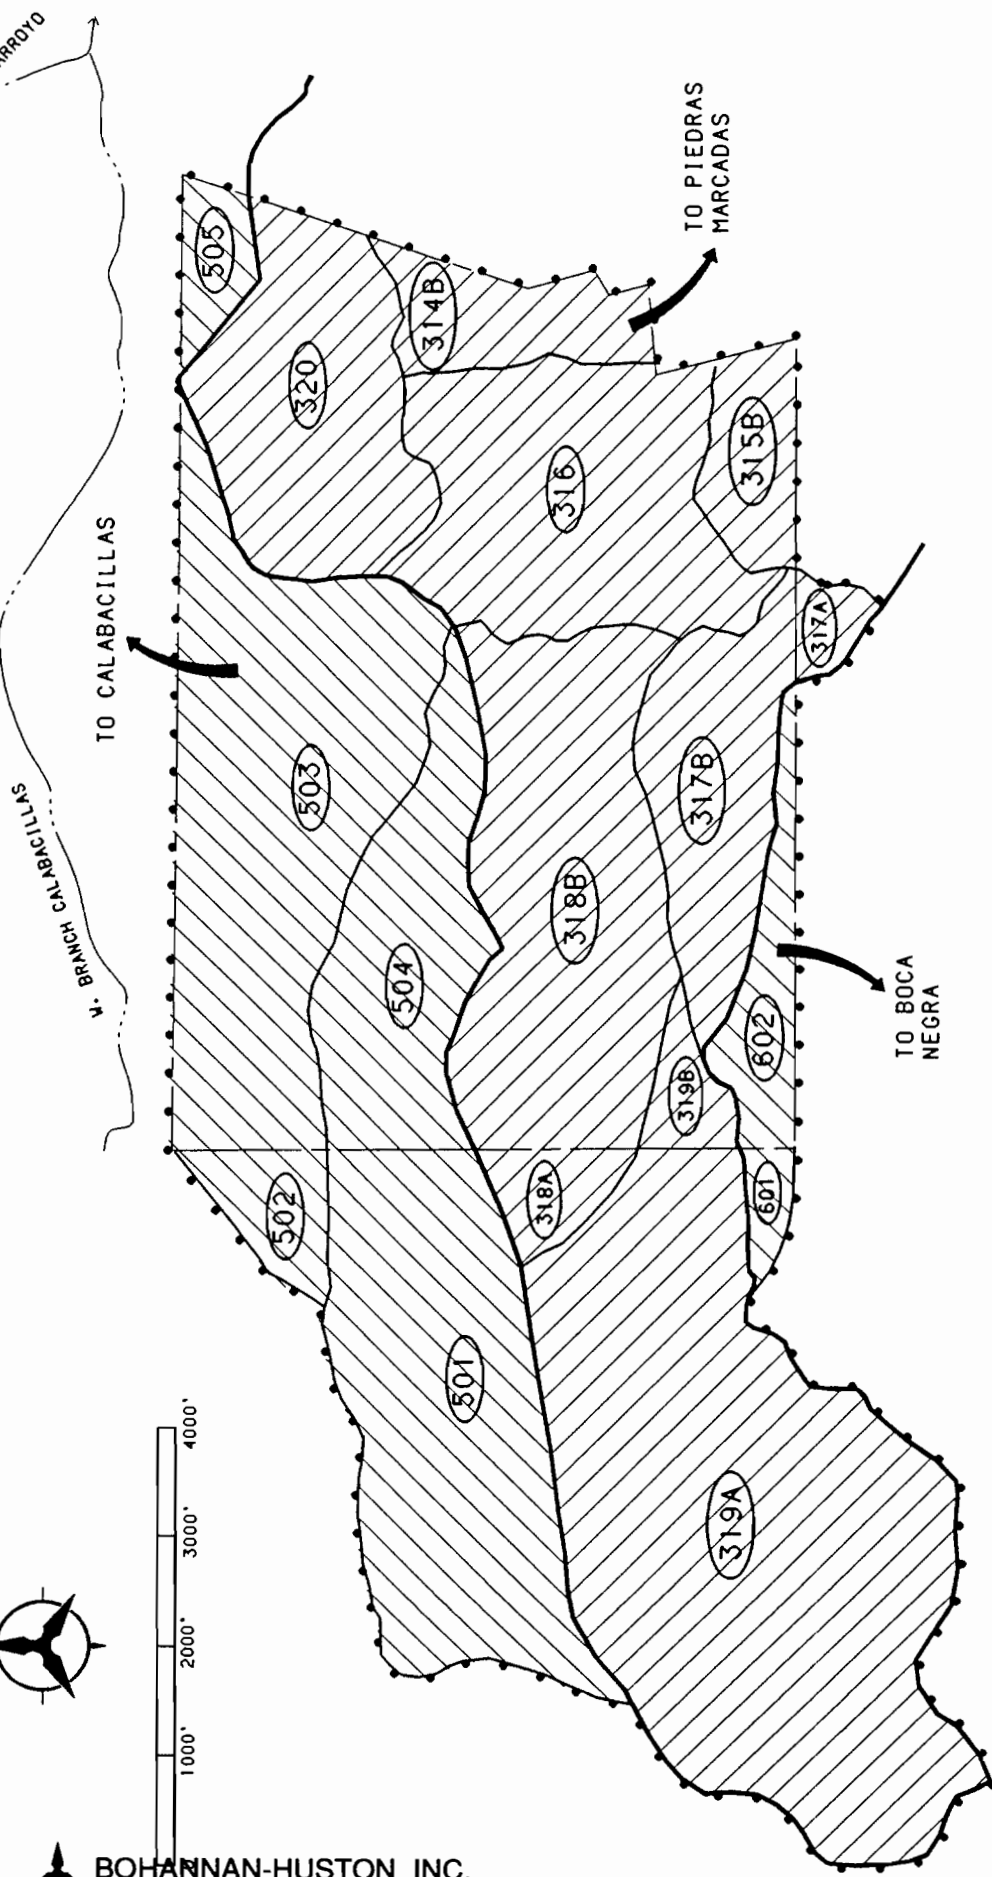 ARROYO
W. BRANCH CALABACILLAS
TO CALABACILLAS
TO PIEDRAS
MARCADAS
TO BOCA
NEGRA
505
320
314B
316
315B
317A
503
317B
318B
504
602
319B
502
318A
601
501
319A
1000'
2000'
3000'
4000'
BOHANNAN-HUSTON INC.